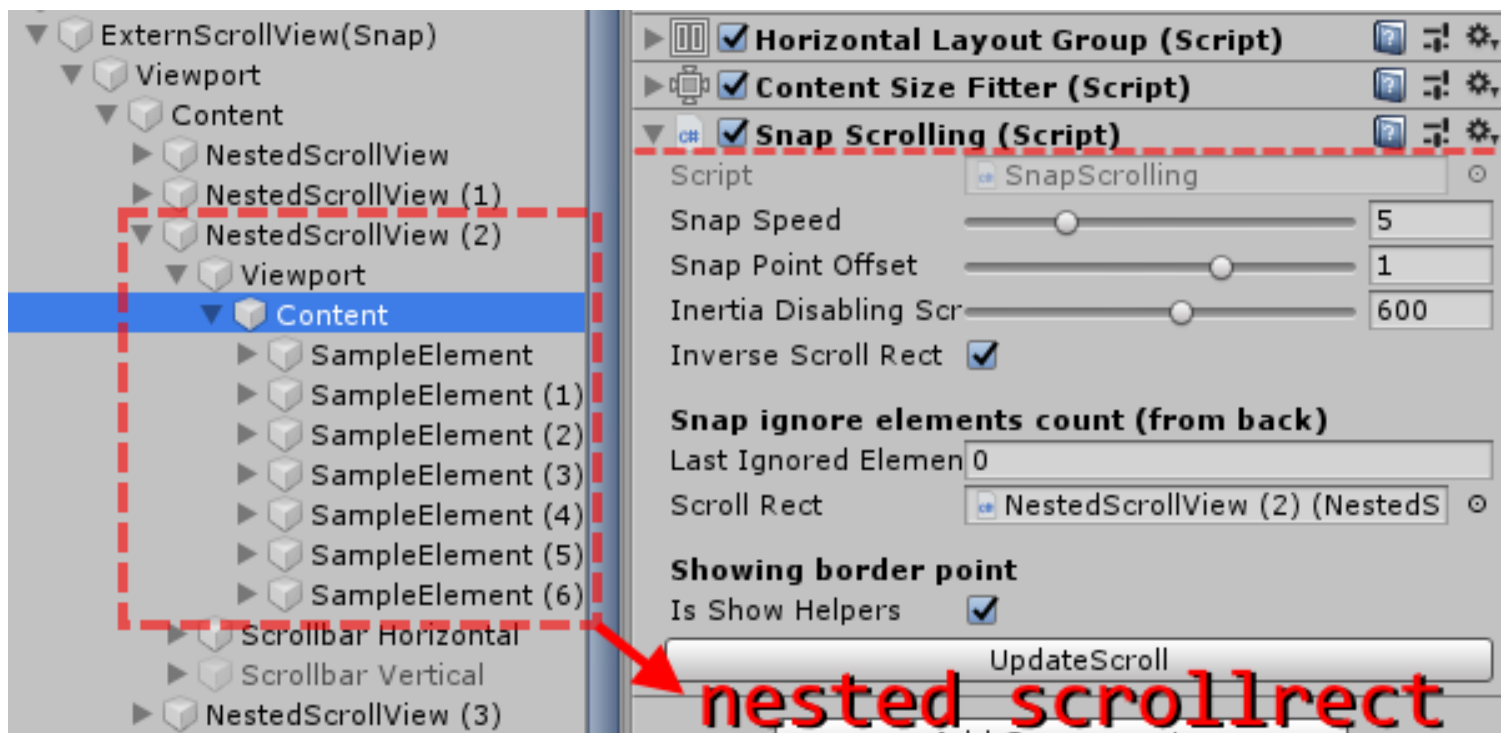 ExternScrollView(Snap)
Viewport
Content
NestedScrollView
NestedScrollView (1)
NestedScrollView (2)
Viewport
Content
SampleElement
SampleElement (1)
SampleElement (2)
SampleElement (3)
SampleElement (4)
SampleElement (5)
SampleElement (6)
Scrollbar Horizontal
Scrollbar Vertical
NestedScrollView (3)
Horizontal Layout Group (Script)
Content Size Fitter (Script)
c# Snap Scrolling (Script)
Script SnapScrolling
Snap Speed 5
Snap Point Offset 1
Inertia Disabling Scr 600
Inverse Scroll Rect
Snap ignore elements count (from back)
Last Ignored Elemen 0
Scroll Rect NestedScrollView (2) (NestedS
Showing border point
Is Show Helpers
UpdateScroll
nested scrollrect